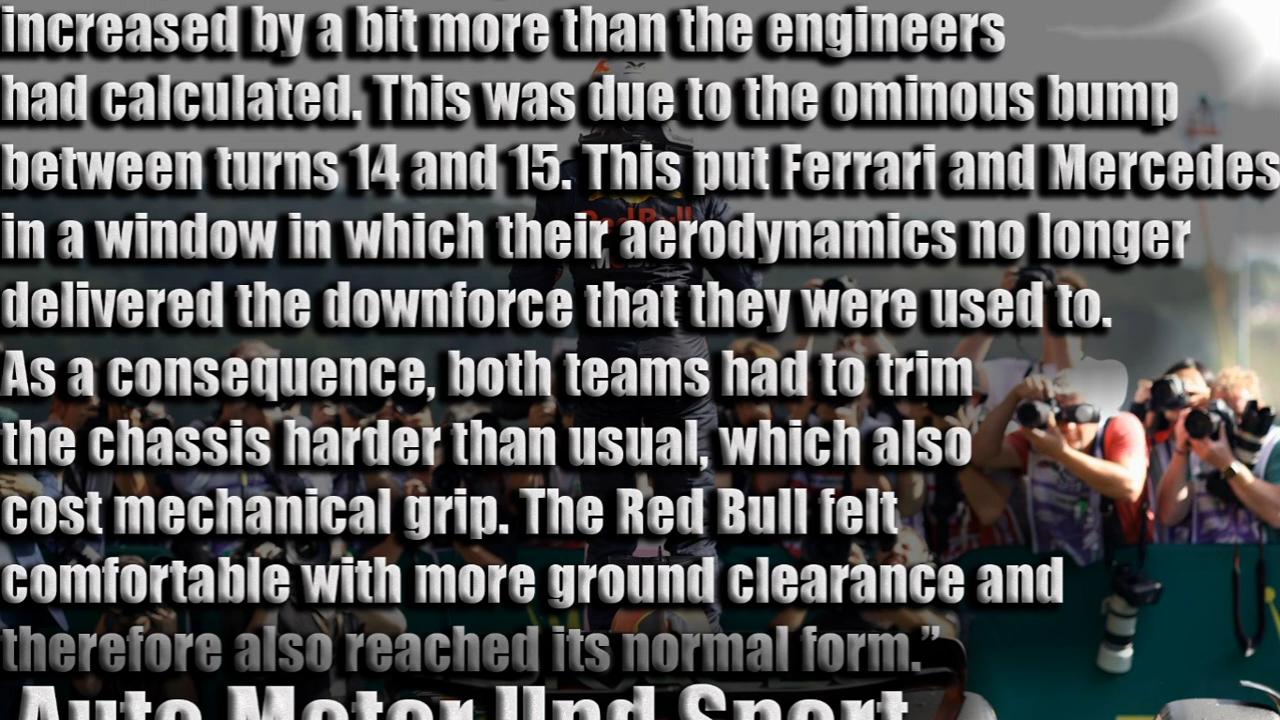 increased by a bit more than the engineers
had calculated. This was due to the ominous bump
between turns 14 and 15. This put Ferrari and Mercedes
in a window in which their aerodynamics no longer
delivered the downforce that they were used to.
As a consequence, both teams had to trim
the chassis harder than usual, which also
cost mechanical grip. The Red Bull felt
comfortable with more ground clearance and
therefore also reached its normal form.”
Auto Motor Und Sport
Red Bull